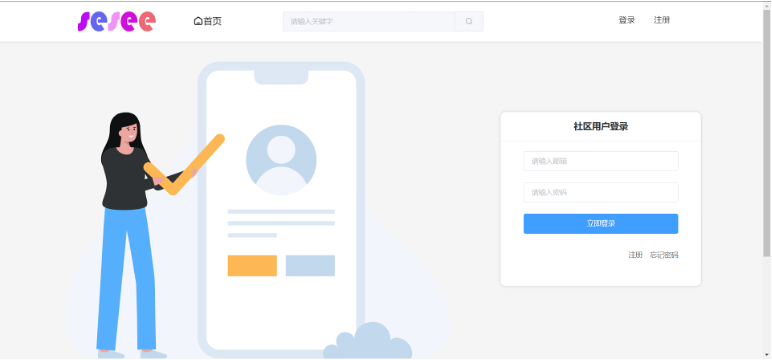 sesee
首页
请输入关键字
登录
注册
社区用户登录
请输入邮箱
请输入密码
立即登录
注册 忘记密码